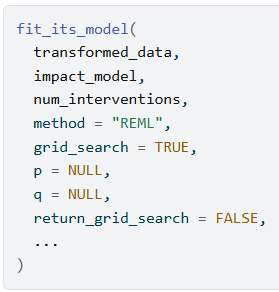 fit_its_model(
  transformed_data,
  impact_model,
  num_interventions,
  method = "REML",
  grid_search = TRUE,
  p = NULL,
  q = NULL,
  return_grid_search = FALSE,
  ...
)